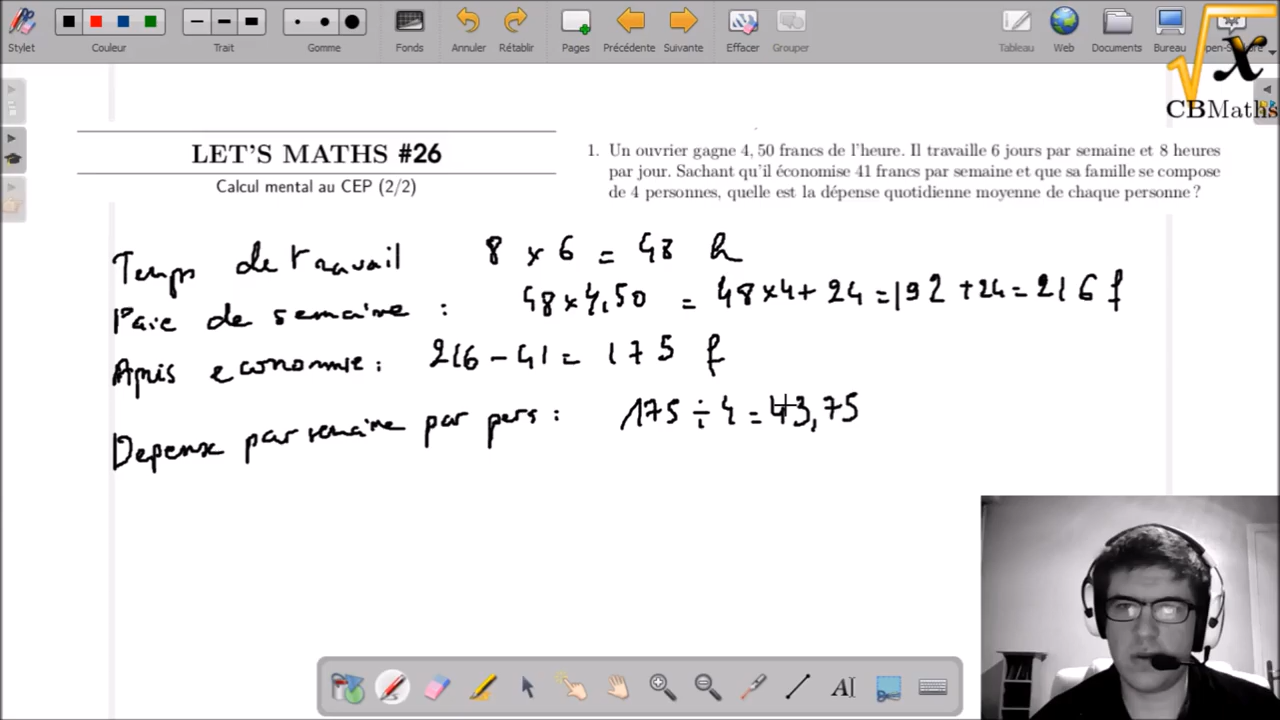 Stylet Couleur Trait Gomme Fonds Annuler Rétablir Pages Précédente Suivante Effacer Grouper Tableau Web Documents Bureau
x
CBMaths
LET'S MATHS #26
Calcul mental au CEP (2/2)
1. Un ouvrier gagne 4, 50 francs de l'heure. Il travaille 6 jours par semaine et 8 heures
par jour. Sachant qu'il économise 41 francs par semaine et que sa famille se compose
de 4 personnes, quelle est la dépense quotidienne moyenne de chaque personne ?
Temps de travail 8 x 6 = 48 h
Paie de semaine : 48 x 4,50 = 48 x 4 + 24 = 192 + 24 = 216 f
Apris economie : 216 - 41 = 175 f
Depense par semaine par pers : 175 ÷ 4 = 43,75
AI